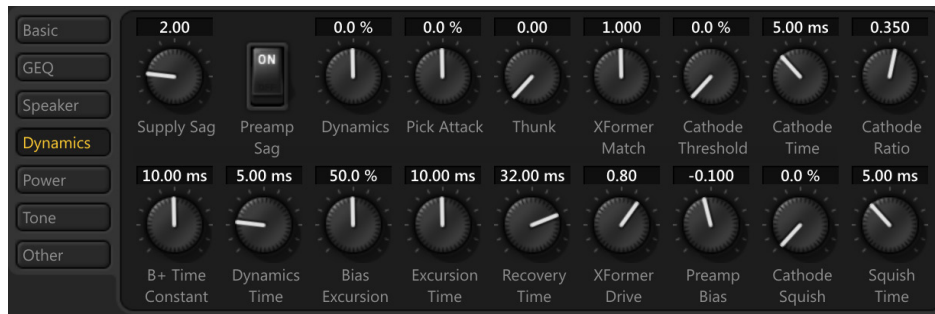 Basic
GEQ
Speaker
Dynamics
Power
Tone
Other
2.00 0.0 % 0.0 % 0.00 1.000 0.0 % 5.00 ms 0.350
ON
Supply Sag Preamp Dynamics Pick Attack Thunk XFormer Cathode Cathode Cathode
Sag Match Threshold Time Ratio
10.00 ms 5.00 ms 50.0 % 10.00 ms 32.00 ms 0.80 -0.100 0.0 % 5.00 ms
B+ Time Dynamics Bias Excursion Recovery XFormer Preamp Cathode Squish
Constant Time Excursion Time Time Drive Bias Squish Time